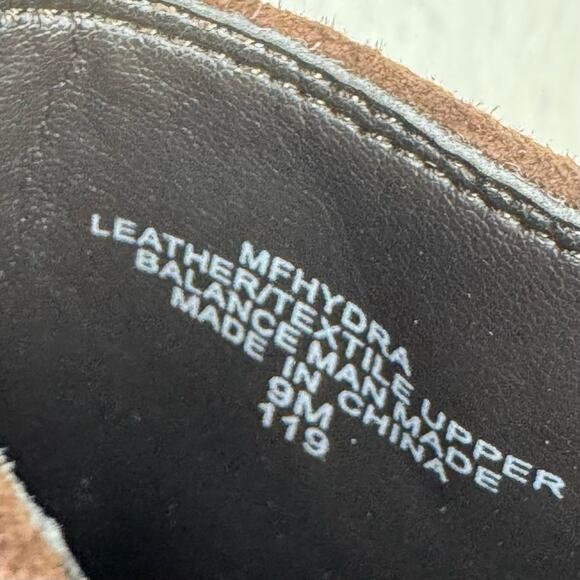 MFHYDRA
LEATHER/TEXTILE UPPER
BALANCE MAN MADE
MADE IN CHINA
9M
119